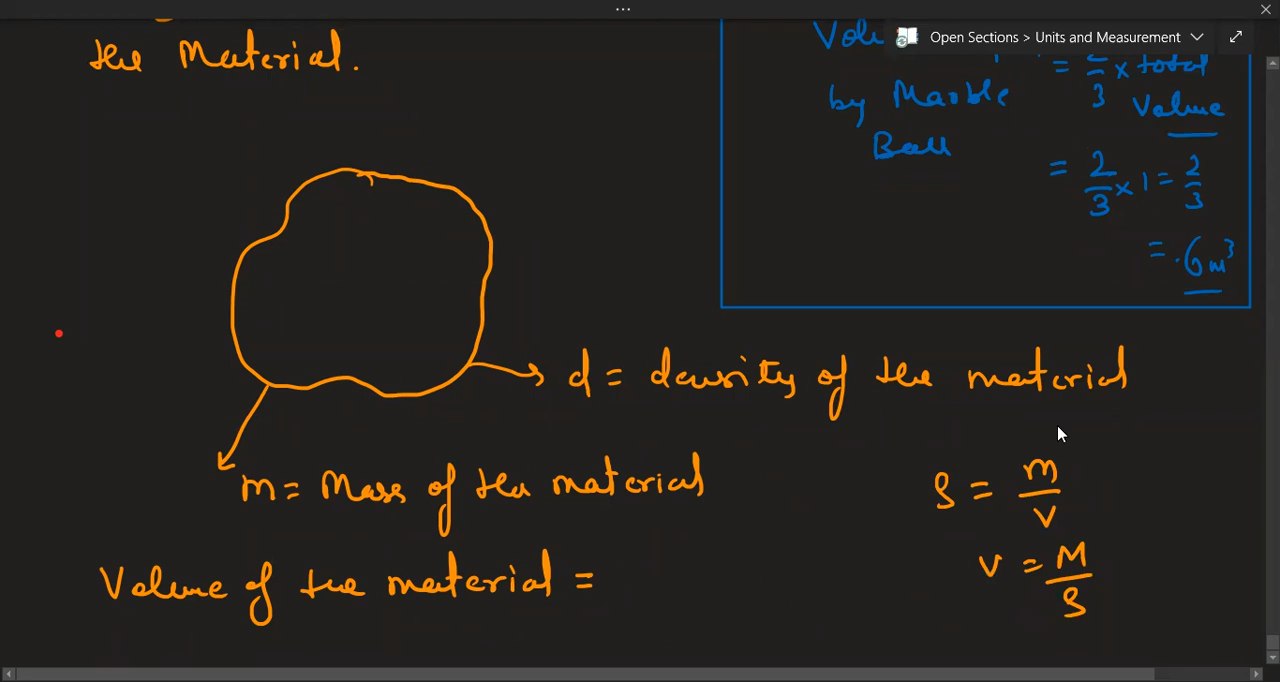 ...
Open Sections > Units and Measurement
the Material.
by Marble
Ball
= 2/3 × total
Volume
= 2/3 × 1 = 2/3
= .6m³
d = density of the material
m = Mass of the material
ρ = m/v
v = M/ρ
Volume of the material =